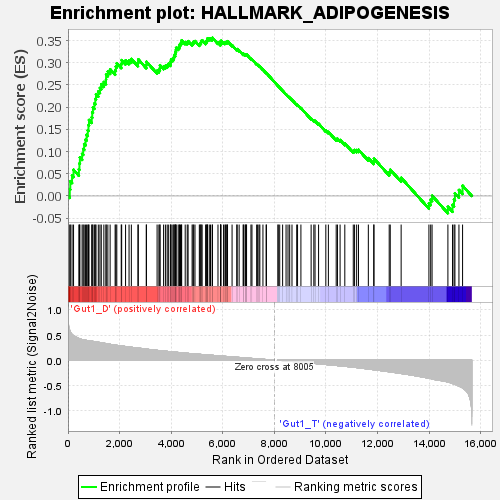 Enrichment plot: HALLMARK_ADIPOGENESIS
Enrichment score (ES)
0.35
0.30
0.25
0.20
0.15
0.10
0.05
0.00
-0.05
'Gut1_D' (positively correlated)
Ranked list metric (Signal2Noise)
1.0
0.5
0.0
-0.5
-1.0
Zero cross at 8005
'Gut1_T' (negatively correlated)
0
2,000
4,000
6,000
8,000
10,000
12,000
14,000
16,000
Rank in Ordered Dataset
Enrichment profile
Hits
Ranking metric scores